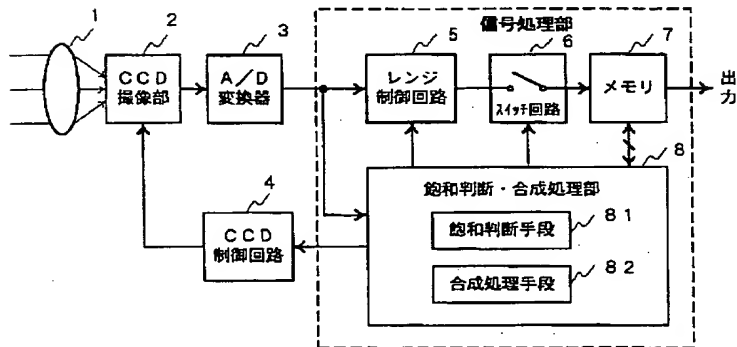 信号処理部
1
2
3
5
6
7
CCD
撮像部
A/D
変換器
レンジ
制御回路
スイッチ回路
メモリ
出力
8
4
CCD
制御回路
飽和判断・合成処理部
81
飽和判断手段
82
合成処理手段